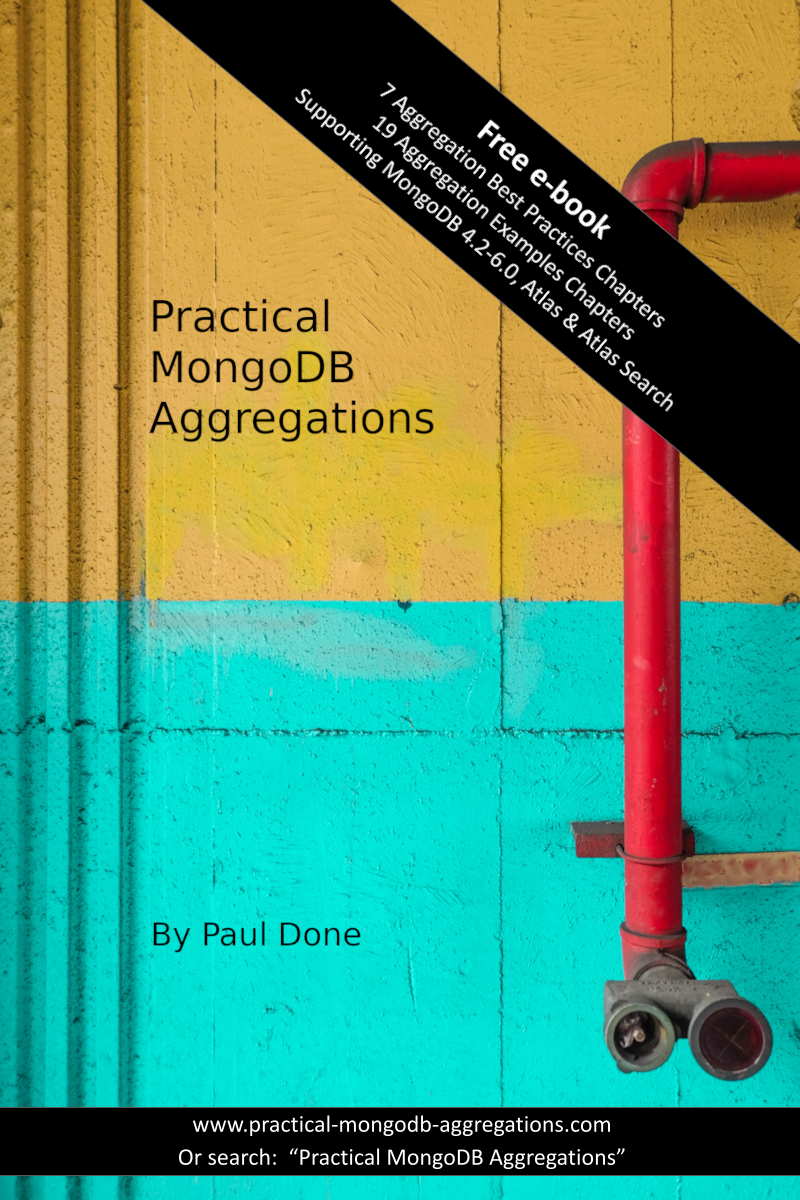 Free e-book
7 Aggregation Best Practices Chapters
19 Aggregation Examples Chapters
Supporting MongoDB 4.2-6.0, Atlas & Atlas Search
Practical
MongoDB
Aggregations
By Paul Done
www.practical-mongodb-aggregations.com
Or search:  “Practical MongoDB Aggregations”